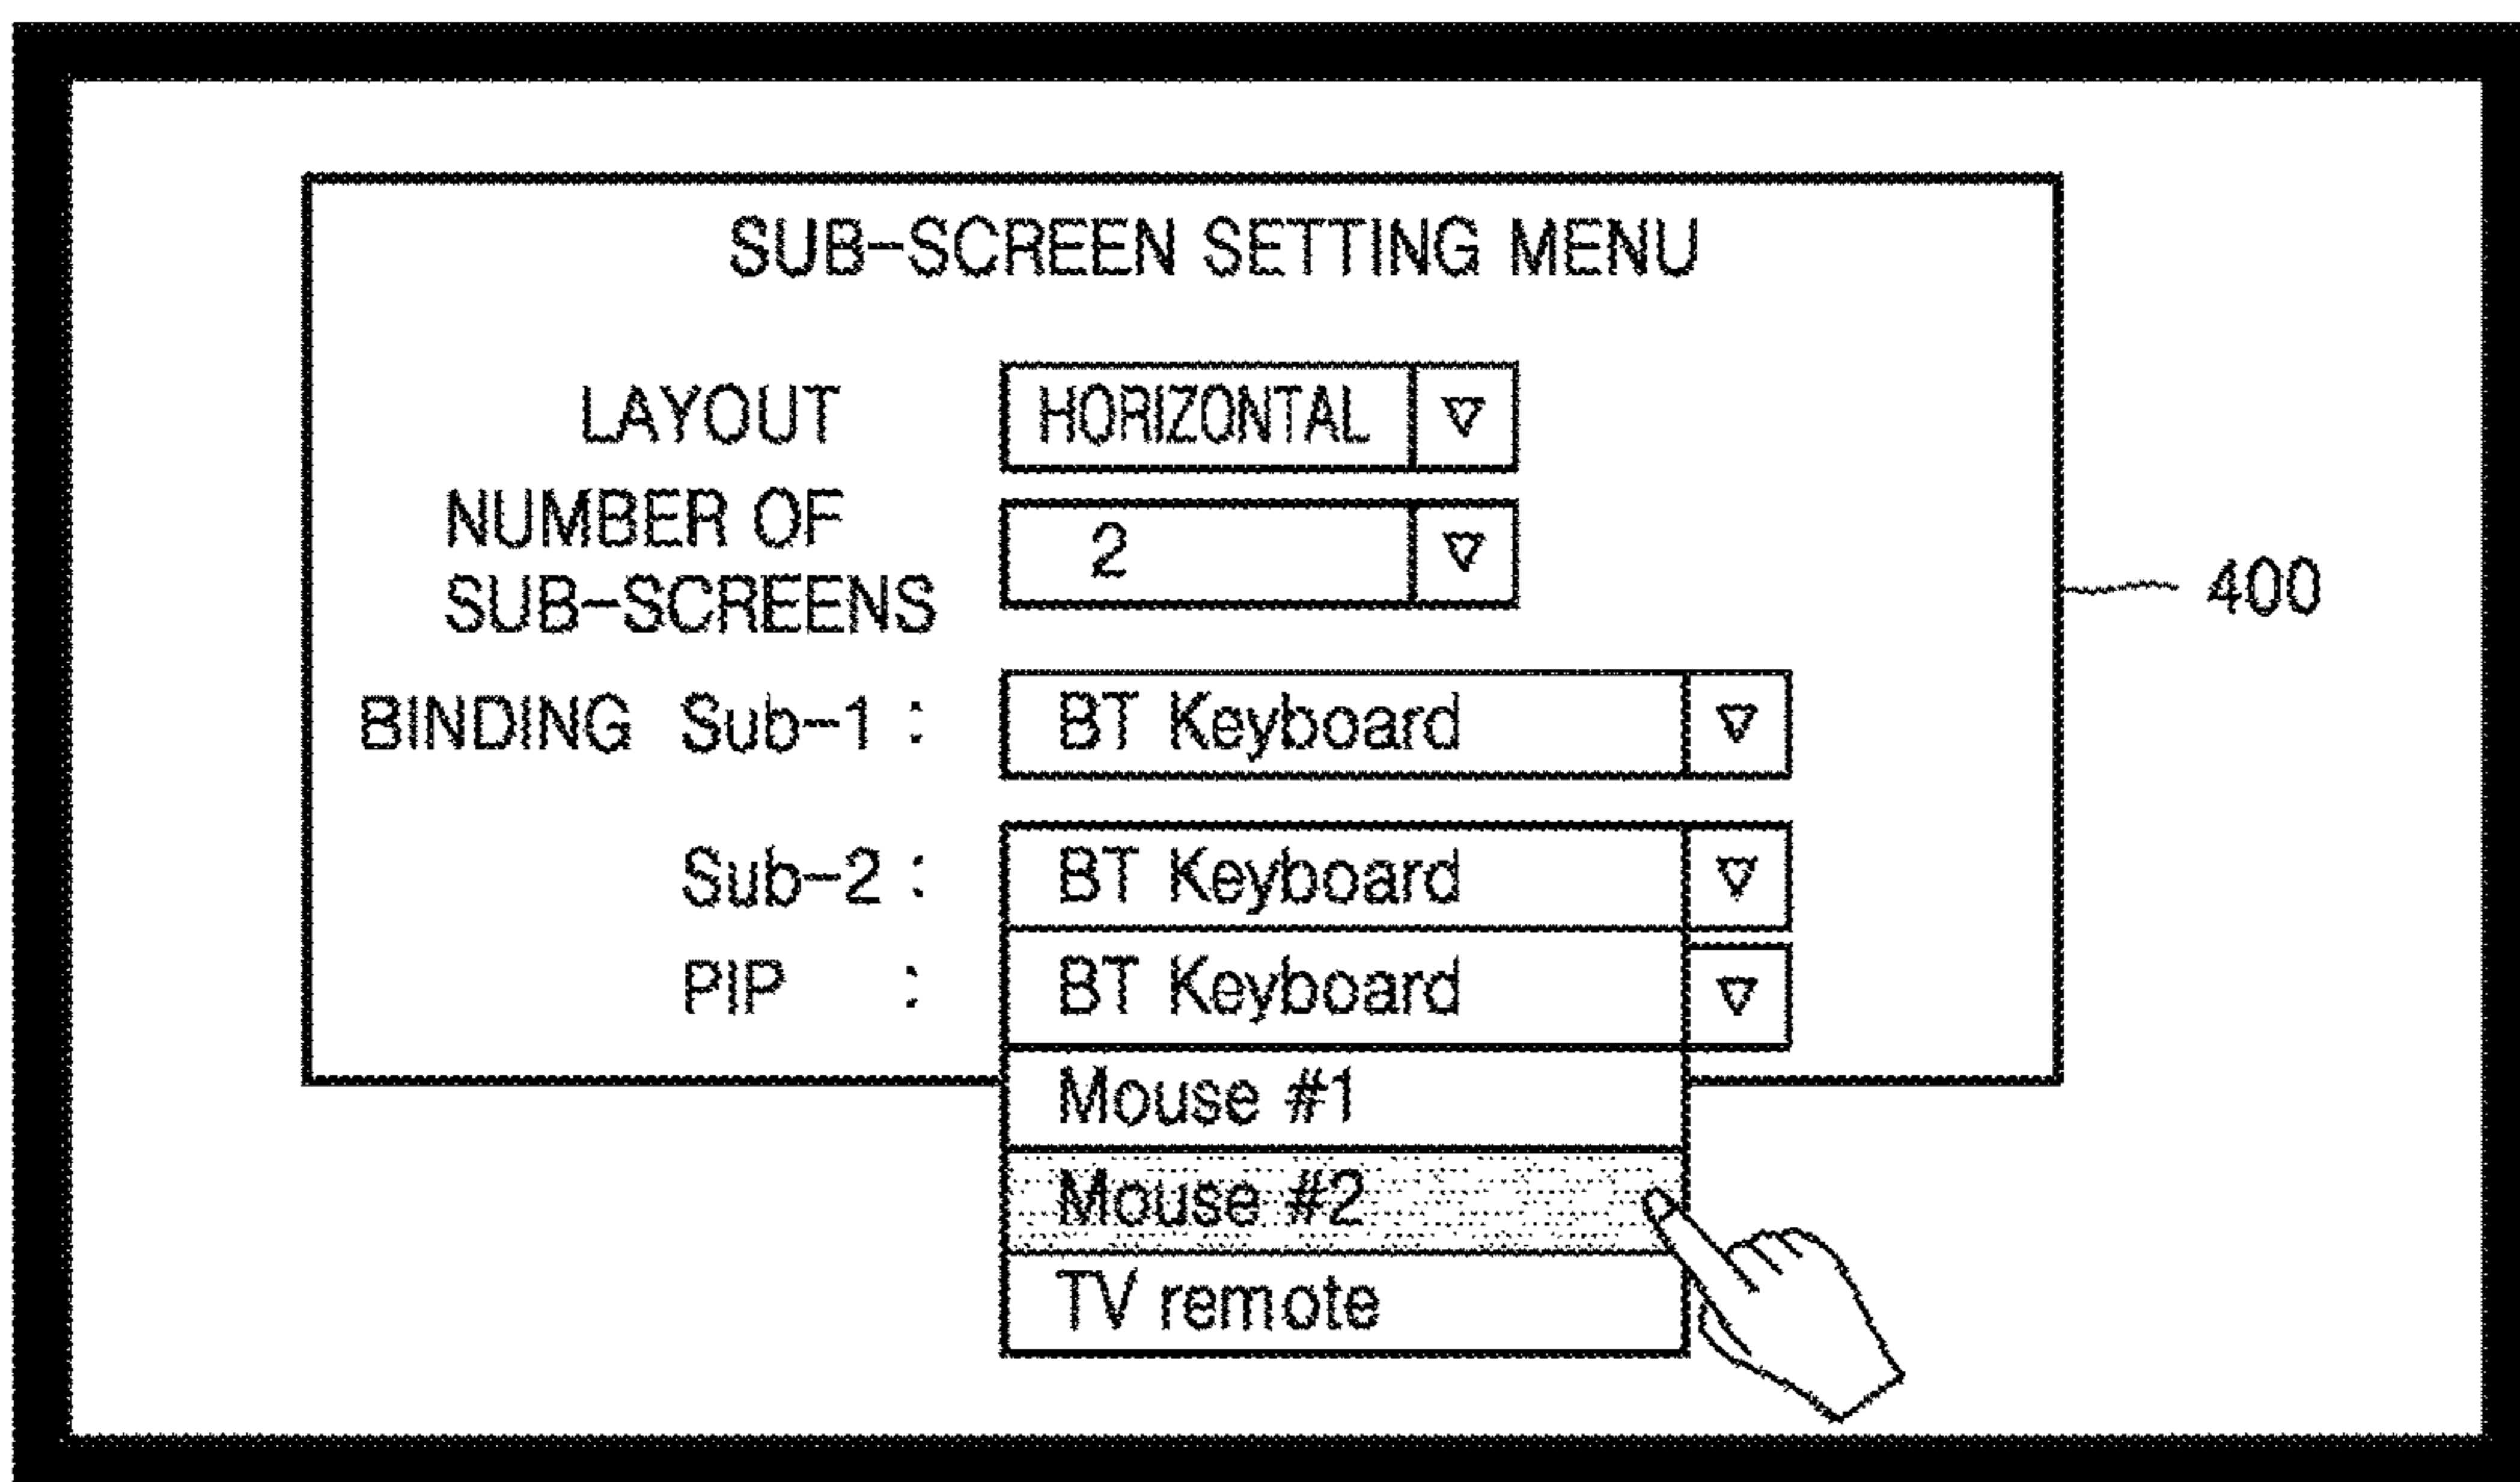 SUB-SCREEN SETTING MENU
LAYOUT HORIZONTAL
NUMBER OF
SUB-SCREENS 2
400
BINDING Sub-1 : BT Keyboard
Sub-2 : BT Keyboard
PIP : BT Keyboard
Mouse #1
Mouse #2
TV remote